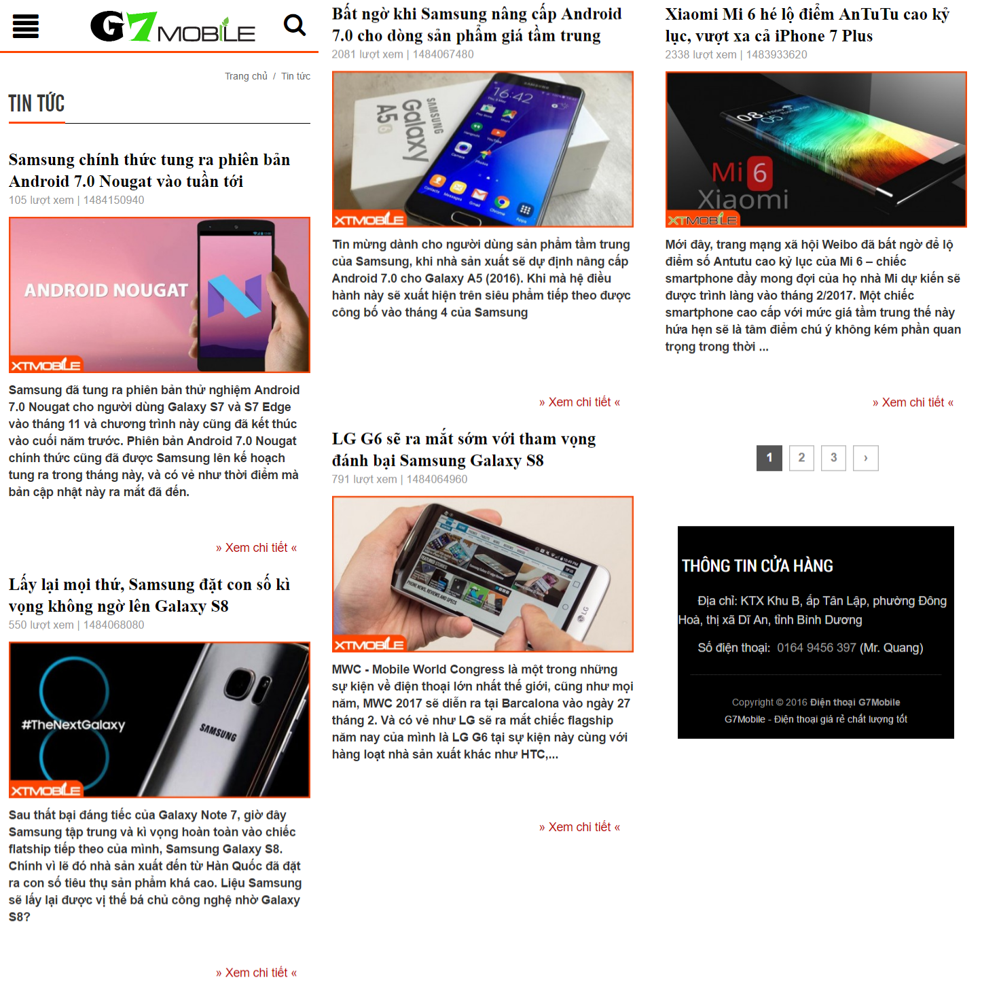 G7 MOBILE
Trang chủ / Tin tức
TIN TỨC
Samsung chính thức tung ra phiên bản
Android 7.0 Nougat vào tuần tới
105 lượt xem | 1484150940
ANDROID NOUGAT
XTMOBILE
Samsung đã tung ra phiên bản thử nghiệm Android
7.0 Nougat cho người dùng Galaxy S7 và S7 Edge
vào tháng 11 và chương trình này cũng đã kết thúc
vào cuối năm trước. Phiên bản Android 7.0 Nougat
chính thức cũng đã được Samsung lên kế hoạch
tung ra trong tháng này, và có vẻ như thời điểm mà
bản cập nhật này ra mắt đã đến.
» Xem chi tiết «
Lấy lại mọi thứ, Samsung đặt con số kì
vọng không ngờ lên Galaxy S8
550 lượt xem | 1484068080
#TheNextGalaxy
SAMSUNG
XTMOBILE
Sau thất bại đáng tiếc của Galaxy Note 7, giờ đây
Samsung tập trung và kì vọng hoàn toàn vào chiếc
flatship tiếp theo của mình, Samsung Galaxy S8.
Chính vì lẽ đó nhà sản xuất đến từ Hàn Quốc đã đặt
ra con số tiêu thụ sản phẩm khá cao. Liệu Samsung
sẽ lấy lại được vị thế bá chủ công nghệ nhờ Galaxy
S8?
» Xem chi tiết «
Bất ngờ khi Samsung nâng cấp Android
7.0 cho dòng sản phẩm giá tầm trung
2081 lượt xem | 1484067480
SAMSUNG
Galaxy
A5
6
SAMSUNG
16:42
Play Store
Maps
Hangouts
YouTube
Camera
Photos
Contacts
Messages
Gmail
Chrome
Apps
XTMOBILE
Tin mừng dành cho người dùng sản phẩm tầm trung
của Samsung, khi nhà sản xuất sẽ dự định nâng cấp
Android 7.0 cho Galaxy A5 (2016). Khi mà hệ điều
hành này sẽ xuất hiện trên siêu phẩm tiếp theo được
công bố vào tháng 4 của Samsung
» Xem chi tiết «
LG G6 sẽ ra mắt sớm với tham vọng
đánh bại Samsung Galaxy S8
791 lượt xem | 1484064960
FEATURED STORIES
PHONE NEWS, REVIEWS AND SPECS
LG
XTMOBILE
MWC - Mobile World Congress là một trong những
sự kiện về điện thoại lớn nhất thế giới, cũng như mọi
năm, MWC 2017 sẽ diễn ra tại Barcalona vào ngày 27
tháng 2. Và có vẻ như LG sẽ ra mắt chiếc flagship
năm nay của mình là LG G6 tại sự kiện này cùng với
hàng loạt nhà sản xuất khác như HTC,...
» Xem chi tiết «
Xiaomi Mi 6 hé lộ điểm AnTuTu cao kỷ
lục, vượt xa cả iPhone 7 Plus
2338 lượt xem | 1483933620
08
05
Mi 6
Xiaomi
XTMOBILE
Mới đây, trang mạng xã hội Weibo đã bất ngờ để lộ
điểm số Antutu cao kỷ lục của Mi 6 – chiếc
smartphone đầy mong đợi của họ nhà Mi dự kiến sẽ
được trình làng vào tháng 2/2017. Một chiếc
smartphone cao cấp với mức giá tầm trung thế này
hứa hẹn sẽ là tâm điểm chú ý không kém phần quan
trọng trong thời ...
» Xem chi tiết «
1 2 3 ›
THÔNG TIN CỬA HÀNG
Địa chỉ: KTX Khu B, ấp Tân Lập, phường Đông
Hoà, thị xã Dĩ An, tỉnh Bình Dương
Số điện thoại: 0164 9456 397 (Mr. Quang)
Copyright © 2016 Điện thoại G7Mobile
G7Mobile - Điện thoại giá rẻ chất lượng tốt